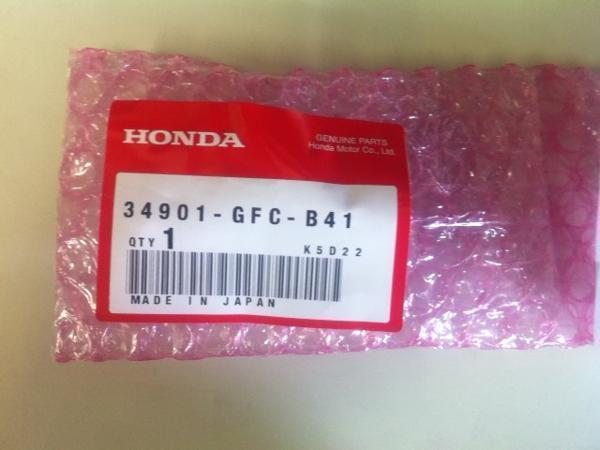 HONDA
GENUINE PARTS
Honda Motor Co., Ltd.
34901-GFC-B41
QTY 1
K5D22
MADE IN JAPAN